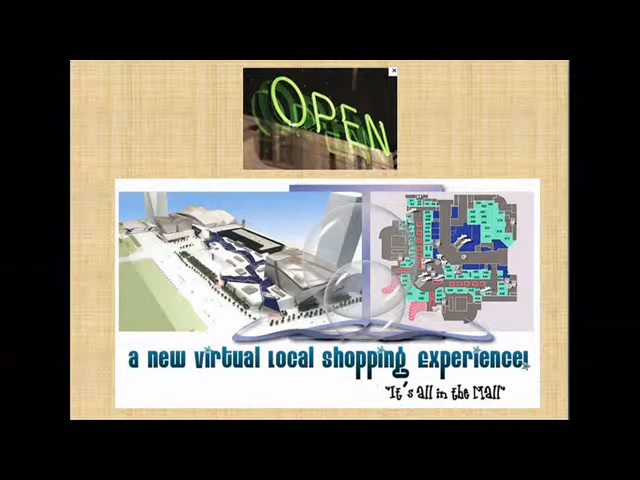 OPEN
a new virtual local shopping Experience!
"It's all in the Mall"